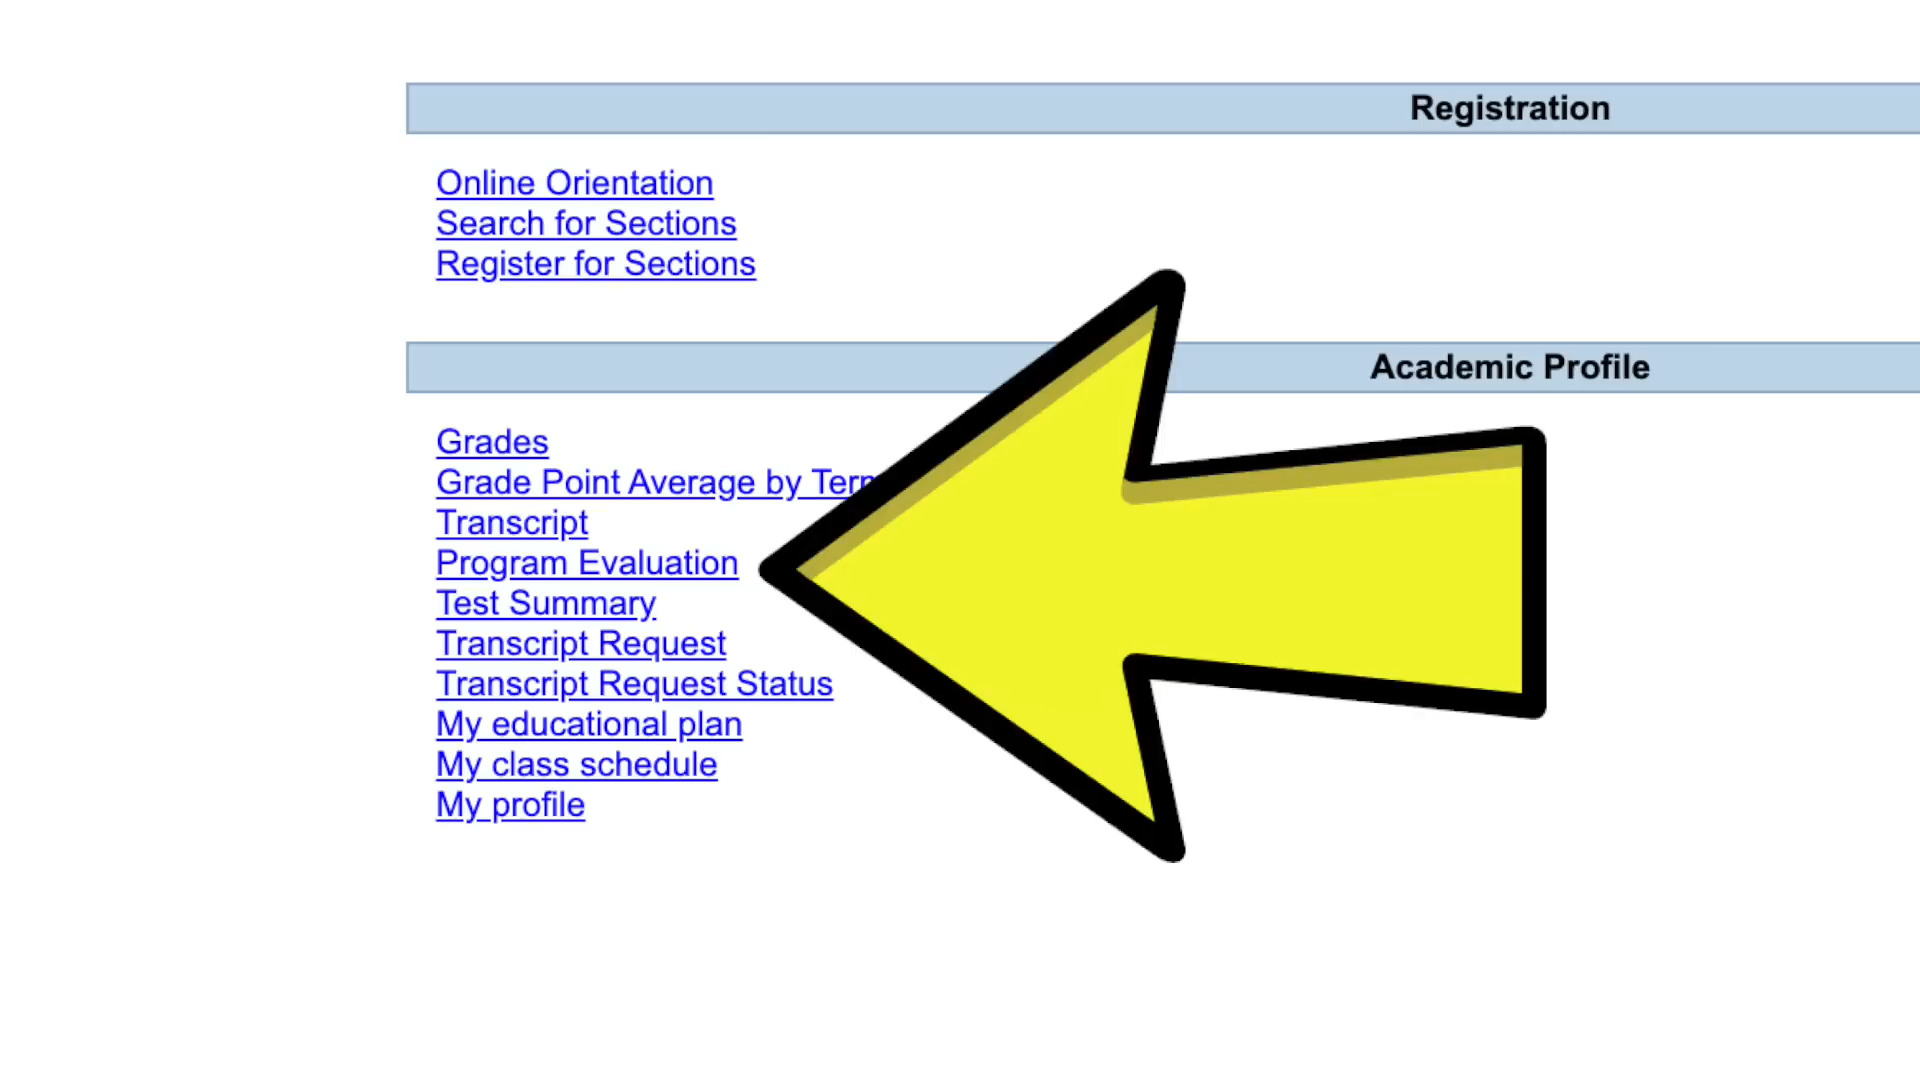 Registration
Online Orientation
Search for Sections
Register for Sections
Academic Profile
Grades
Grade Point Average by
Transcript
Program Evaluation
Test Summary
Transcript Request
Transcript Request Status
My educational plan
My class schedule
My profile